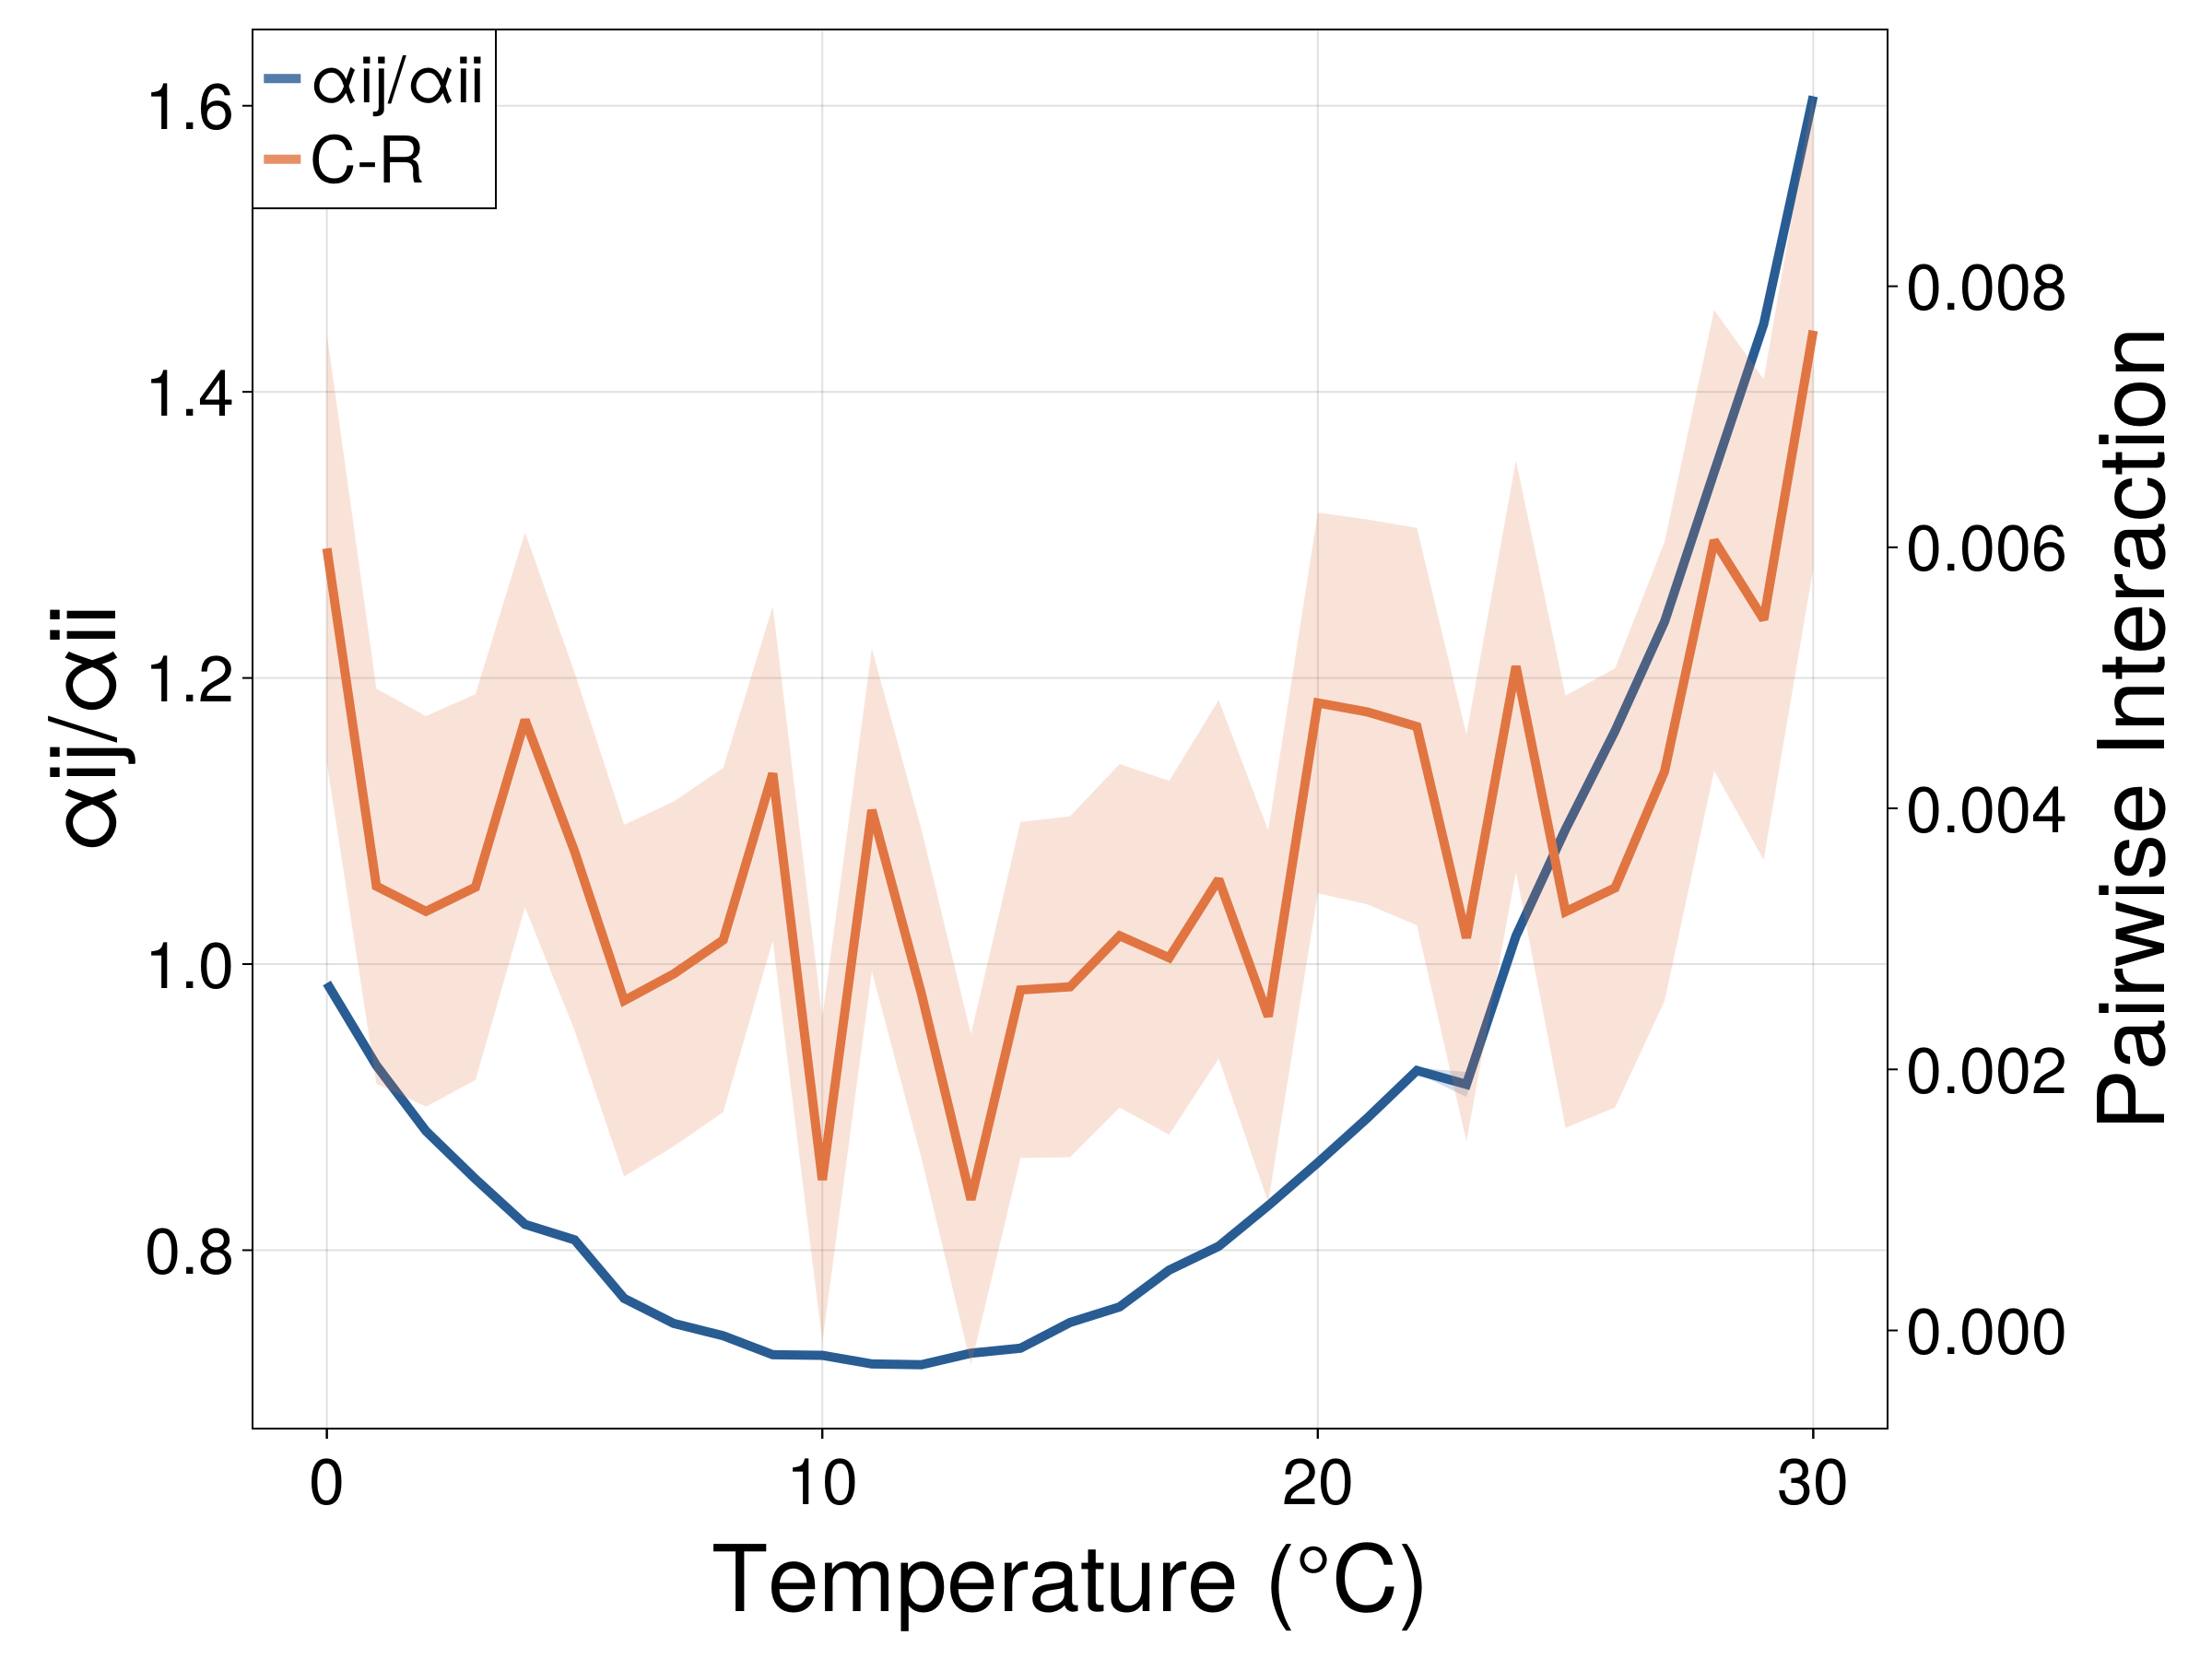 αij/αii
C-R
1.6
1.4
1.2
1.0
0.8
αij/αii
0.008
0.006
0.004
0.002
0.000
Pairwise Interaction
0 10 20 30
Temperature (°C)